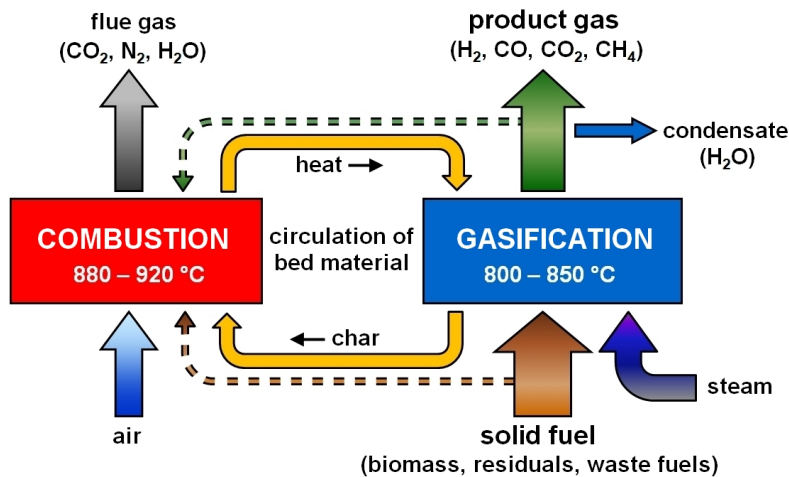 flue gas
(CO₂, N₂, H₂O)
product gas
(H₂, CO, CO₂, CH₄)
condensate
(H₂O)
heat →
COMBUSTION
880 – 920 °C
circulation of
bed material
GASIFICATION
800 – 850 °C
← char
steam
air
solid fuel
(biomass, residuals, waste fuels)